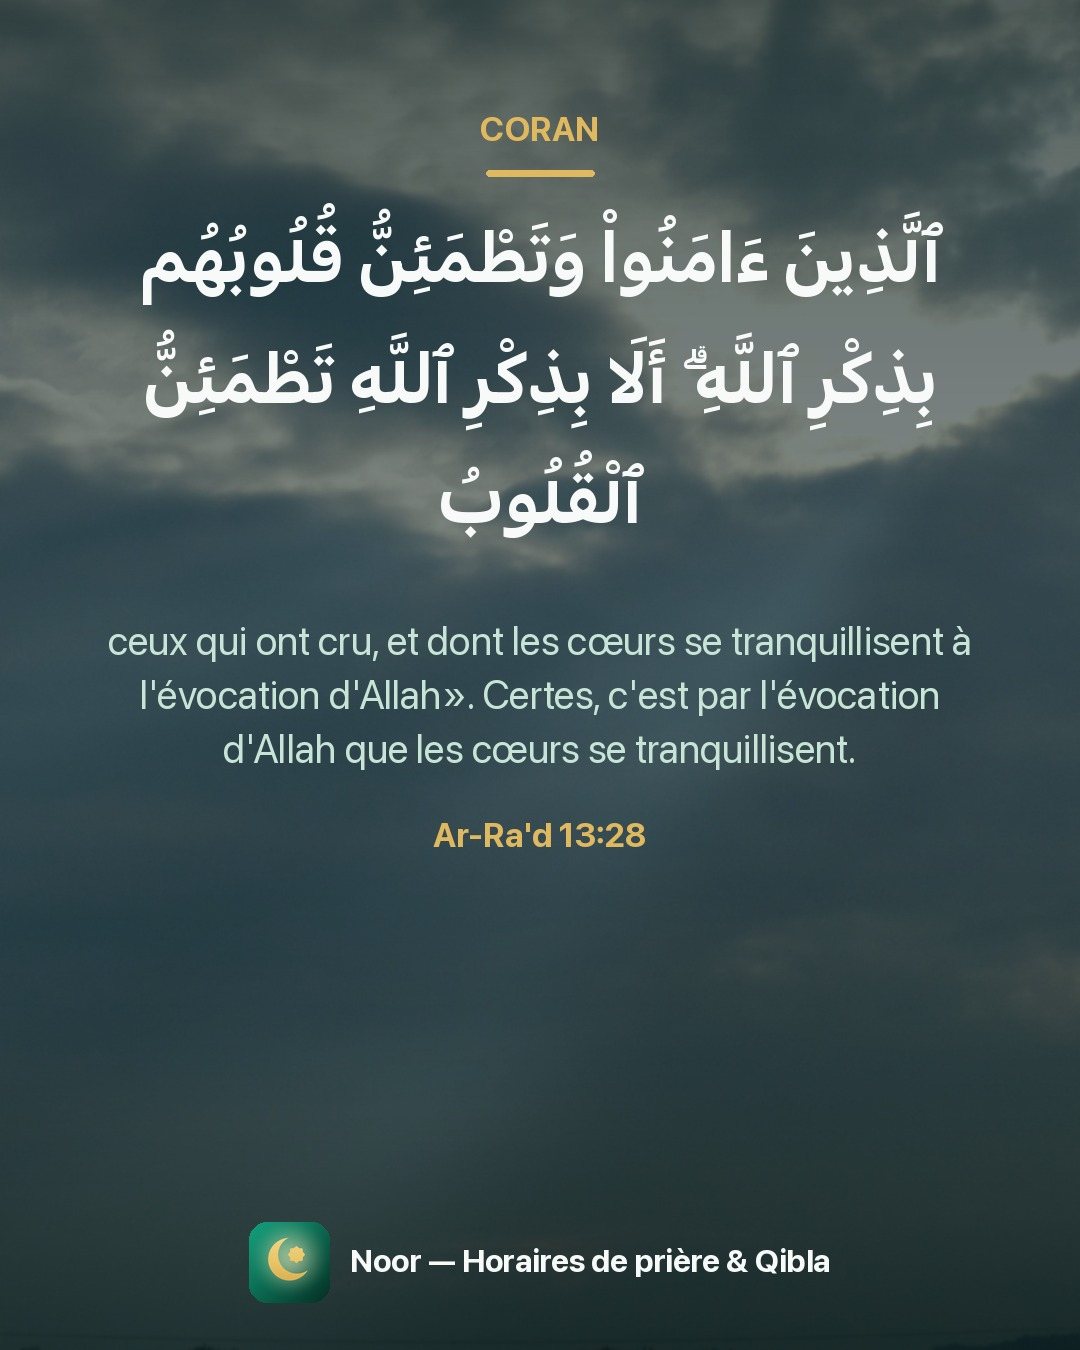 CORAN
ٱلَّذِينَ ءَامَنُوا۟ وَتَطْمَئِنُّ قُلُوبُهُم
بِذِكْرِ ٱللَّهِ ۗ أَلَا بِذِكْرِ ٱللَّهِ تَطْمَئِنُّ
ٱلْقُلُوبُ
ceux qui ont cru, et dont les cœurs se tranquillisent à
l'évocation d'Allah». Certes, c'est par l'évocation
d'Allah que les cœurs se tranquillisent.
Ar-Ra'd 13:28
Noor — Horaires de prière & Qibla